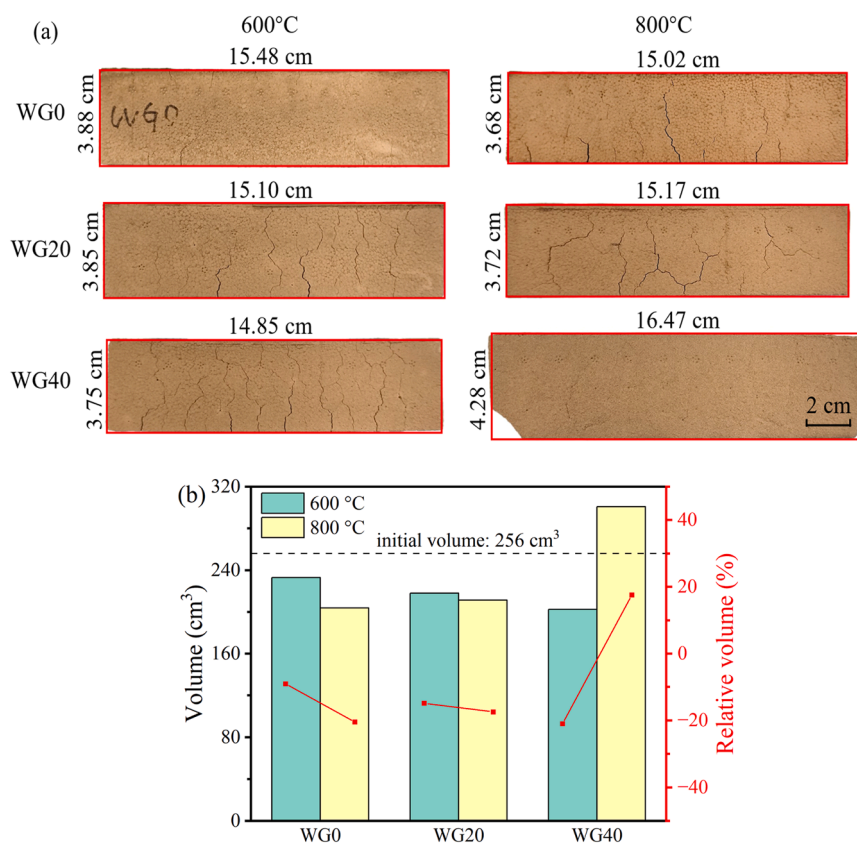 (a)
600°C
800°C
15.48 cm
15.02 cm
WG0
3.88 cm
WG0
3.68 cm
15.10 cm
15.17 cm
WG20
3.85 cm
3.72 cm
14.85 cm
16.47 cm
WG40
3.75 cm
4.28 cm
2 cm
(b)
320
240
160
80
0
Volume (cm³)
600 °C
800 °C
initial volume: 256 cm³
40
20
0
−20
−40
Relative volume (%)
WG0
WG20
WG40